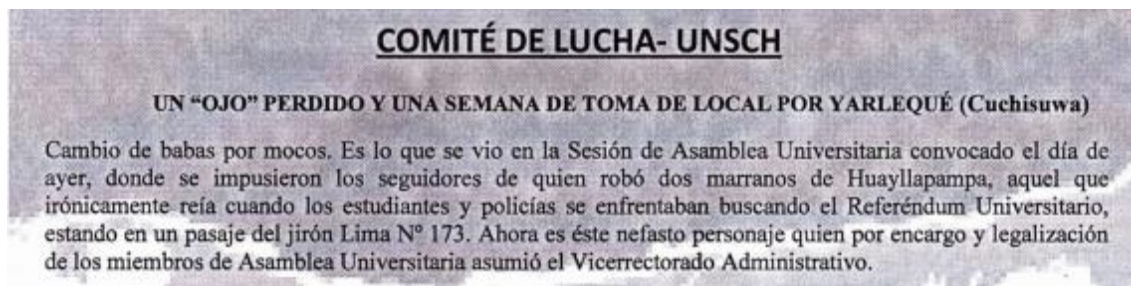 COMITÉ DE LUCHA- UNSCH
UN “OJO” PERDIDO Y UNA SEMANA DE TOMA DE LOCAL POR YARLEQUÉ (Cuchisuwa)
Cambio de babas por mocos. Es lo que se vio en la Sesión de Asamblea Universitaria convocado el día de
ayer, donde se impusieron los seguidores de quien robó dos marranos de Huayllapampa, aquel que
irónicamente reía cuando los estudiantes y policías se enfrentaban buscando el Referéndum Universitario,
estando en un pasaje del jirón Lima Nº 173. Ahora es éste nefasto personaje quien por encargo y legalización
de los miembros de Asamblea Universitaria asumió el Vicerrectorado Administrativo.